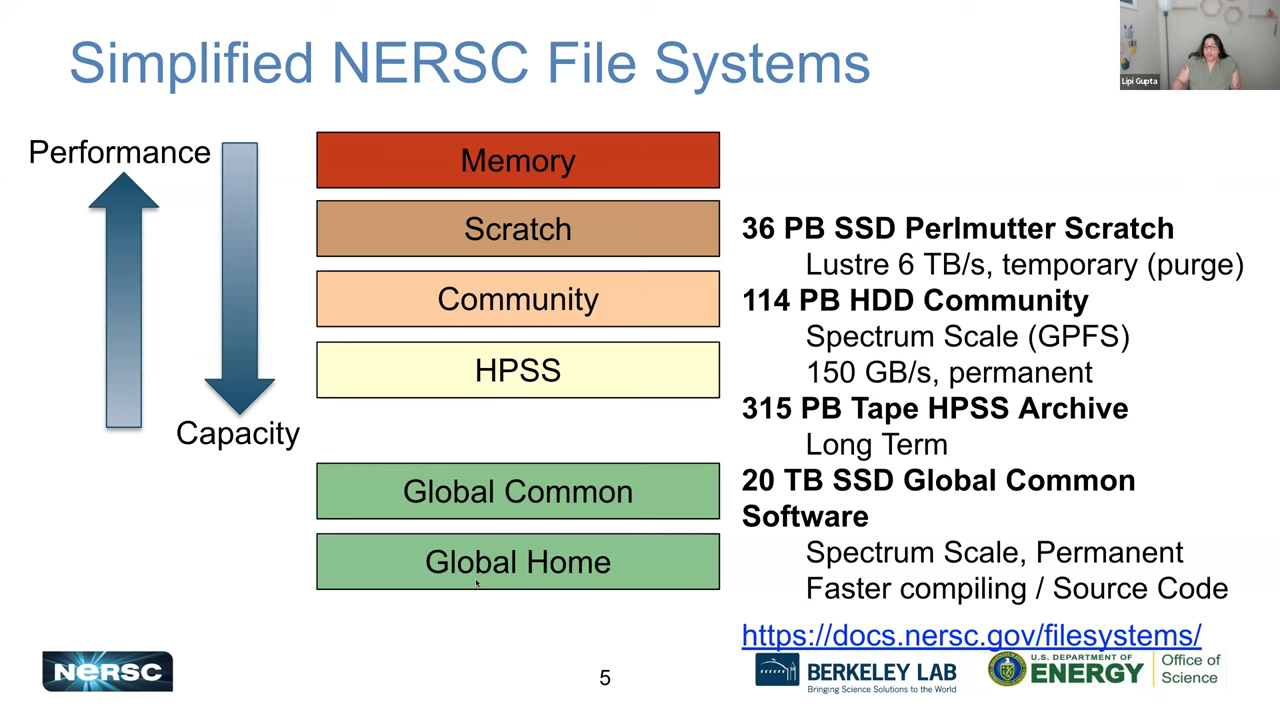 Simplified NERSC File Systems
Lipi Gupta
Performance
Capacity
Memory
Scratch
Community
HPSS
Global Common
Global Home
36 PB SSD Perlmutter Scratch
Lustre 6 TB/s, temporary (purge)
114 PB HDD Community
Spectrum Scale (GPFS)
150 GB/s, permanent
315 PB Tape HPSS Archive
Long Term
20 TB SSD Global Common
Software
Spectrum Scale, Permanent
Faster compiling / Source Code
https://docs.nersc.gov/filesystems/
NERSC
5
BERKELEY LAB
Bringing Science Solutions to the World
U.S. DEPARTMENT OF
ENERGY
Office of
Science